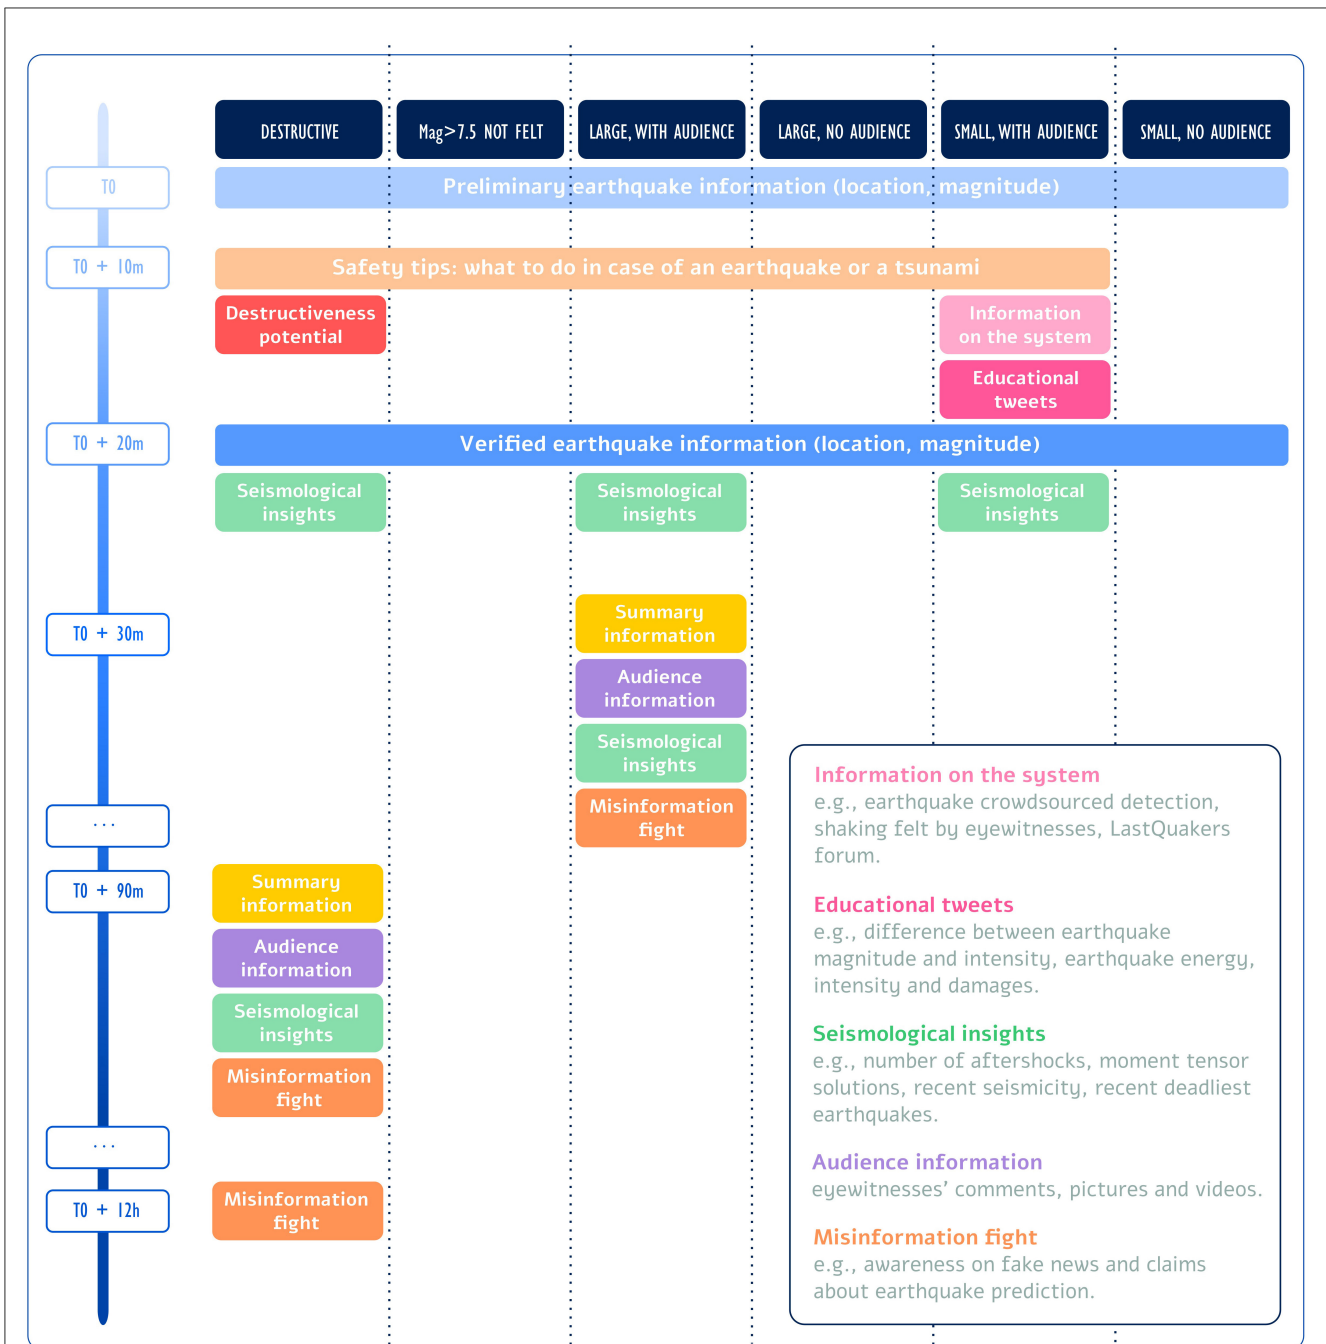 DESTRUCTIVE
Mag>7.5 NOT FELT
LARGE, WITH AUDIENCE
LARGE, NO AUDIENCE
SMALL, WITH AUDIENCE
SMALL, NO AUDIENCE
T0
Preliminary earthquake information (location, magnitude)
T0 + 10m
Safety tips: what to do in case of an earthquake or a tsunami
Destructiveness
potential
Information
on the system
Educational
tweets
T0 + 20m
Verified earthquake information (location, magnitude)
Seismological
insights
Seismological
insights
Seismological
insights
T0 + 30m
Summary
information
Audience
information
Seismological
insights
Misinformation
fight
...
T0 + 90m
Summary
information
Audience
information
Seismological
insights
Misinformation
fight
...
T0 + 12h
Misinformation
fight
Information on the system
e.g., earthquake crowdsourced detection,
shaking felt by eyewitnesses, LastQuakers
forum.
Educational tweets
e.g., difference between earthquake
magnitude and intensity, earthquake energy,
intensity and damages.
Seismological insights
e.g., number of aftershocks, moment tensor
solutions, recent seismicity, recent deadliest
earthquakes.
Audience information
eyewitnesses' comments, pictures and videos.
Misinformation fight
e.g., awareness on fake news and claims
about earthquake prediction.